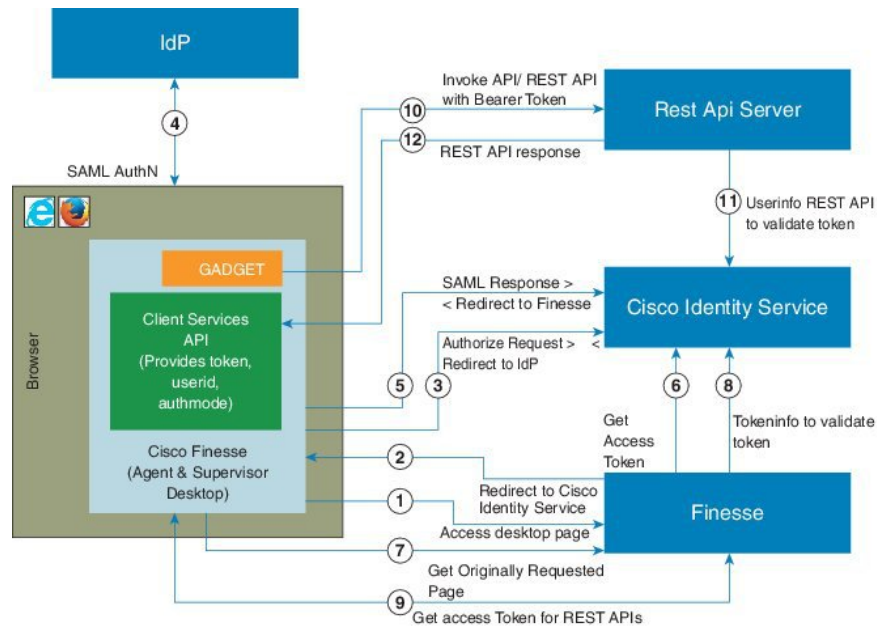 IdP
4
SAML AuthN
Browser
GADGET
Client Services
API
(Provides token,
userid,
authmode)
Cisco Finesse
(Agent & Supervisor
Desktop)
Invoke API/ REST API
with Bearer Token
10
12
REST API response
Rest Api Server
11
Userinfo REST API
to validate token
SAML Response >
< Redirect to Finesse
Cisco Identity Service
Authorize Request > <
Redirect to IdP
5
3
6
8
Get
Access
Token
Tokeninfo to validate
token
2
Redirect to Cisco
Identity Service
1
Access desktop page
Finesse
7
Get Originally Requested
Page
9
Get access Token for REST APIs